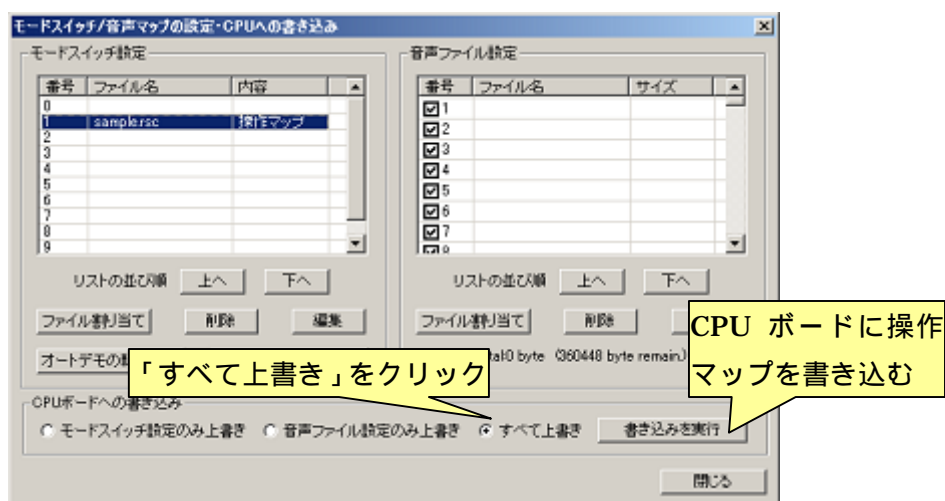 モードスイッチ/音声マップの設定・CPUへの書き込み
モードスイッチ設定
番号 ファイル名 内容
0
1 sample.rsc 操作マップ
2
3
4
5
6
7
8
9
リストの並び順 上へ 下へ
ファイル割り当て 削除 編集
オートデモの
音声ファイル設定
番号 ファイル名 サイズ
1
2
3
4
5
6
7
リストの並び順 上へ 下へ
ファイル割り当て 削除
total:0 byte (360448 byte remain.)
「すべて上書き」をクリック
CPU ボードに操作
マップを書き込む
CPUボードへの書き込み
モードスイッチ設定のみ上書き 音声ファイル設定のみ上書き すべて上書き 書き込みを実行
閉じる